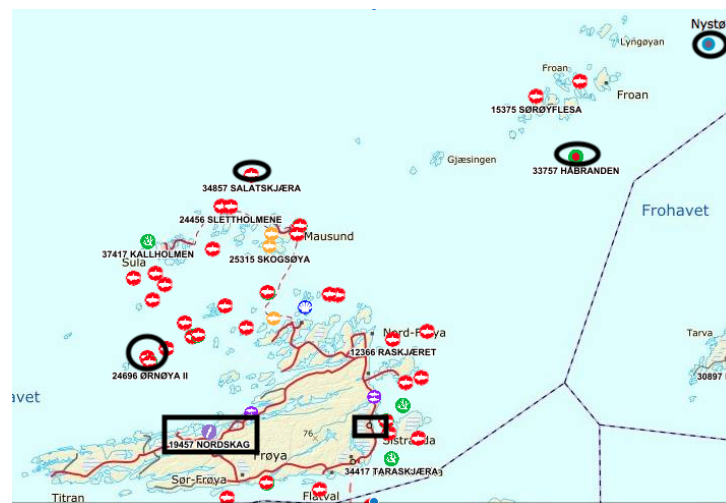 Nystø
Lyngøyan
Froan
Froan
15375 SØRØYFLESA
Gjæsingen
33757 HÅBRANDEN
34857 SALATSKJÆRA
Frohavet
24456 SLETTHOLMENE
Mausund
37417 KALLHOLMEN
25315 SKOGSØYA
Sula
Nord-Frøya
Tarva
12366 RASKJÆRET
24696 ØRNØYA II
30897
avet
76
19457 NORDSKAG
Sistranda
Frøya
34417 TARASKJÆRA
Sør-Frøya
Flatval
Titran